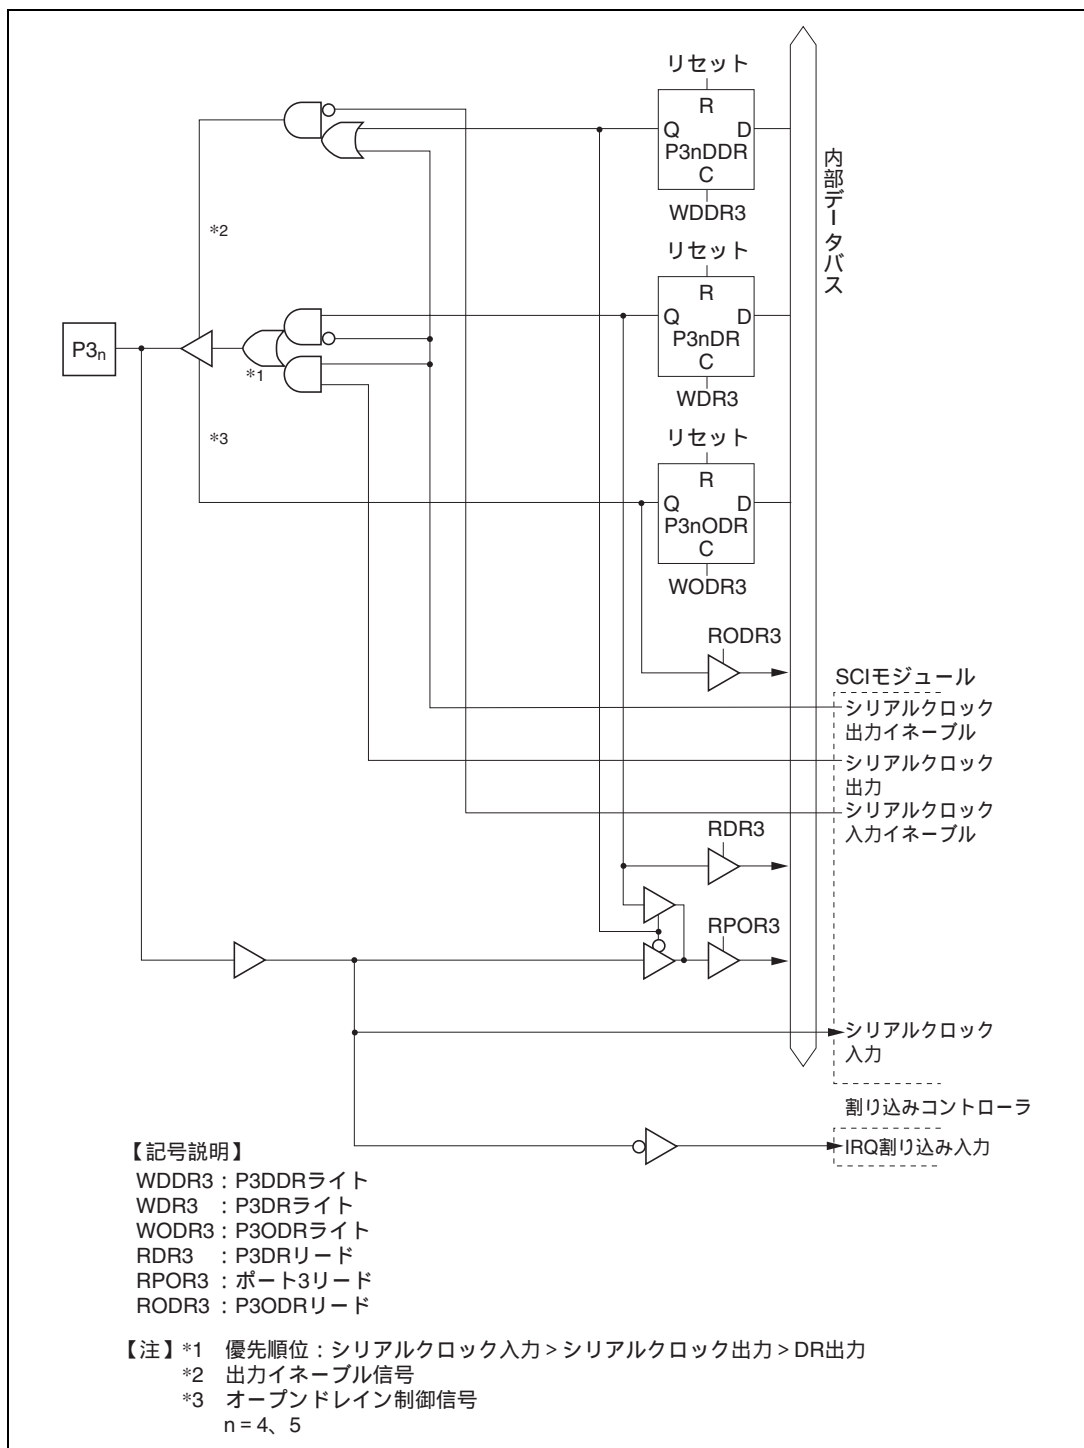 リセット
R
Q D
P3nDDR
C
WDDR3
内部データバス
*2
リセット
R
Q D
P3nDR
C
WDR3
P3n
*1
*3
リセット
R
Q D
P3nODR
C
WODR3
RODR3
SCIモジュール
シリアルクロック
出力イネーブル
シリアルクロック
出力
シリアルクロック
入力イネーブル
RDR3
RPOR3
シリアルクロック
入力
割り込みコントローラ
IRQ割り込み入力
【記号説明】
WDDR3：P3DDRライト
WDR3 ：P3DRライト
WODR3：P3ODRライト
RDR3 ：P3DRリード
RPOR3：ポート3リード
RODR3：P3ODRリード
【注】*1 優先順位：シリアルクロック入力＞シリアルクロック出力＞DR出力
*2 出力イネーブル信号
*3 オープンドレイン制御信号
n = 4、5